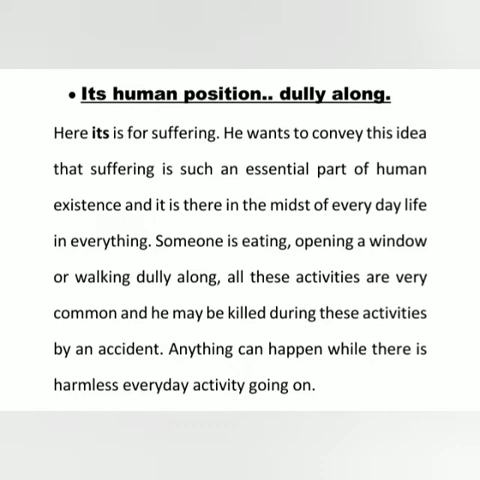 • Its human position.. dully along.
Here its is for suffering. He wants to convey this idea
that suffering is such an essential part of human
existence and it is there in the midst of every day life
in everything. Someone is eating, opening a window
or walking dully along, all these activities are very
common and he may be killed during these activities
by an accident. Anything can happen while there is
harmless everyday activity going on.